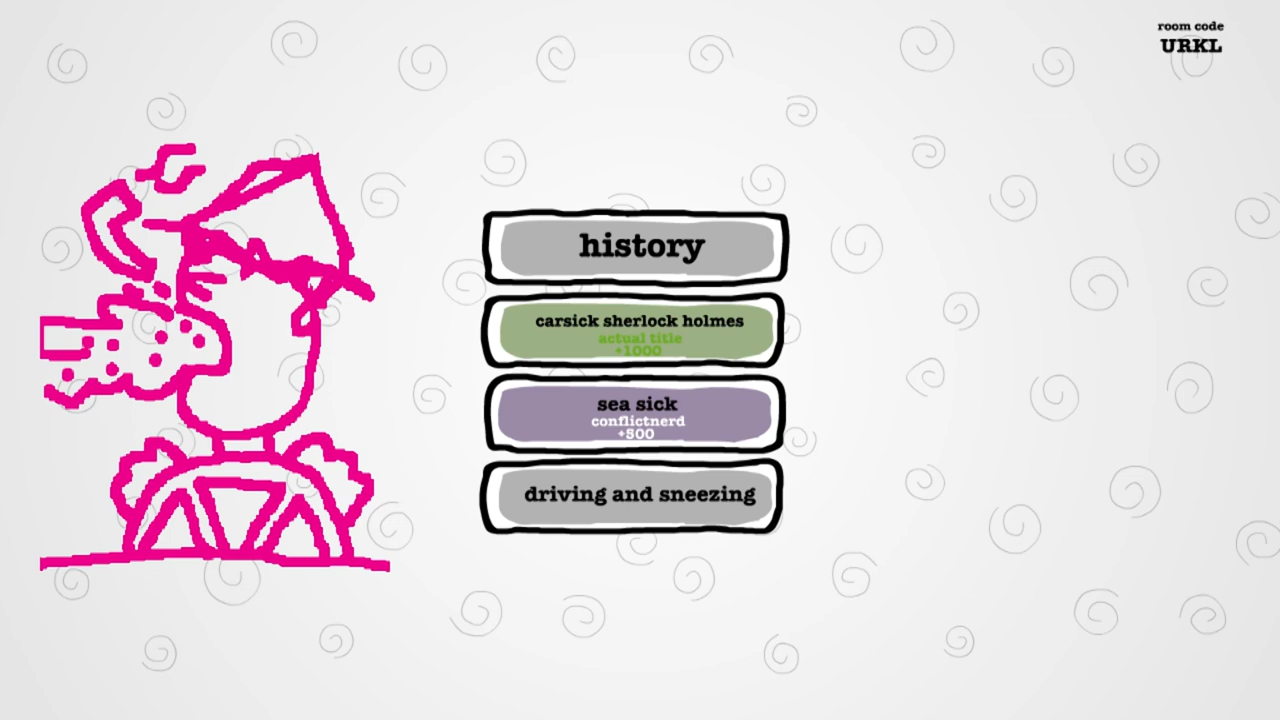 room code
URKL
history
carsick sherlock holmes
actual title
+1000
sea sick
conflictnerd
+500
driving and sneezing